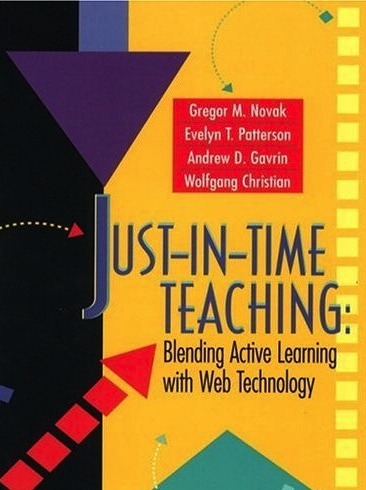 Gregor M. Novak
Evelyn T. Patterson
Andrew D. Gavrin
Wolfgang Christian
JUST-IN-TIME
TEACHING:
Blending Active Learning
with Web Technology